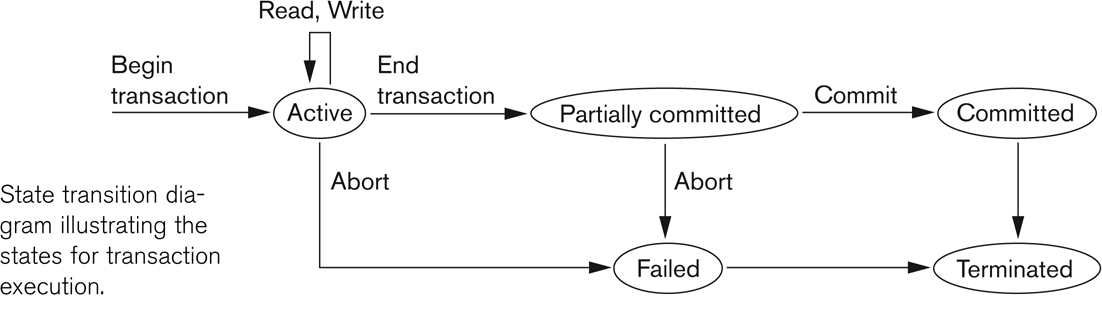 Read, Write
Begin
transaction
End
transaction
Active
Partially committed
Commit
Committed
Abort
Abort
State transition dia-
gram illustrating the
states for transaction
execution.
Failed
Terminated